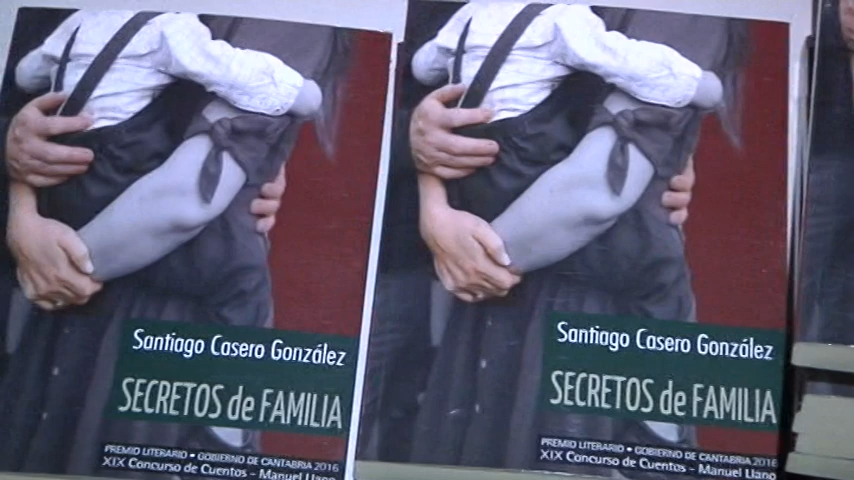 Santiago Casero González
SECRETOS de FAMILIA
PREMIO LITERARIO • GOBIERNO DE CANTABRIA 2016
XIX Concurso de Cuentos - Manuel Llano
Santiago Casero González
SECRETOS de FAMILIA
PREMIO LITERARIO • GOBIERNO DE CANTABRIA 2016
XIX Concurso de Cuentos - Manuel Llano